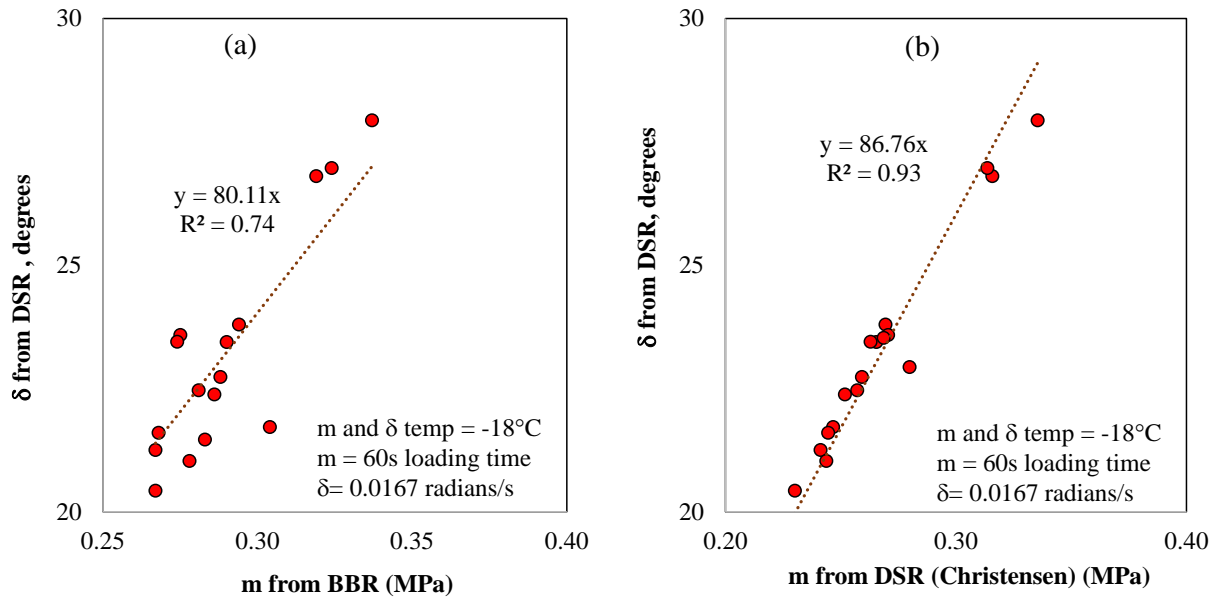 (a)
30
25
20
δ from DSR , degrees
y = 80.11x
R² = 0.74
m and δ temp = -18°C
m = 60s loading time
δ= 0.0167 radians/s
0.25
0.30
0.35
0.40
m from BBR (MPa)
(b)
30
25
20
δ from DSR, degrees
y = 86.76x
R² = 0.93
m and δ temp = -18°C
m = 60s loading time
δ= 0.0167 radians/s
0.20
0.30
0.40
m from DSR (Christensen) (MPa)